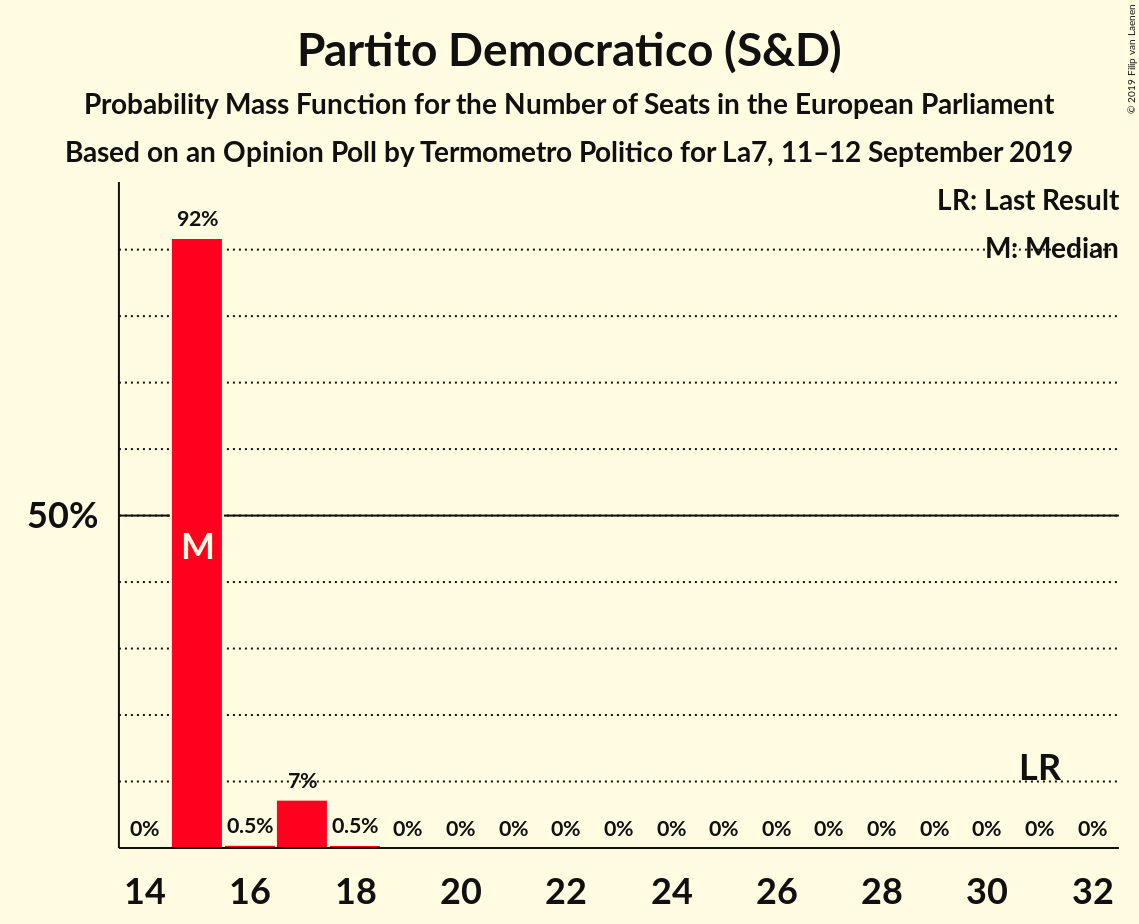 Partito Democratico (S&D)
Probability Mass Function for the Number of Seats in the European Parliament
Based on an Opinion Poll by Termometro Politico for La7, 11–12 September 2019
© 2019 Filip van Laenen
LR: Last Result
M: Median
92%
50%
M
LR
0% 0.5% 7% 0.5% 0% 0% 0% 0% 0% 0% 0% 0% 0% 0% 0% 0% 0% 0%
14 16 18 20 22 24 26 28 30 32